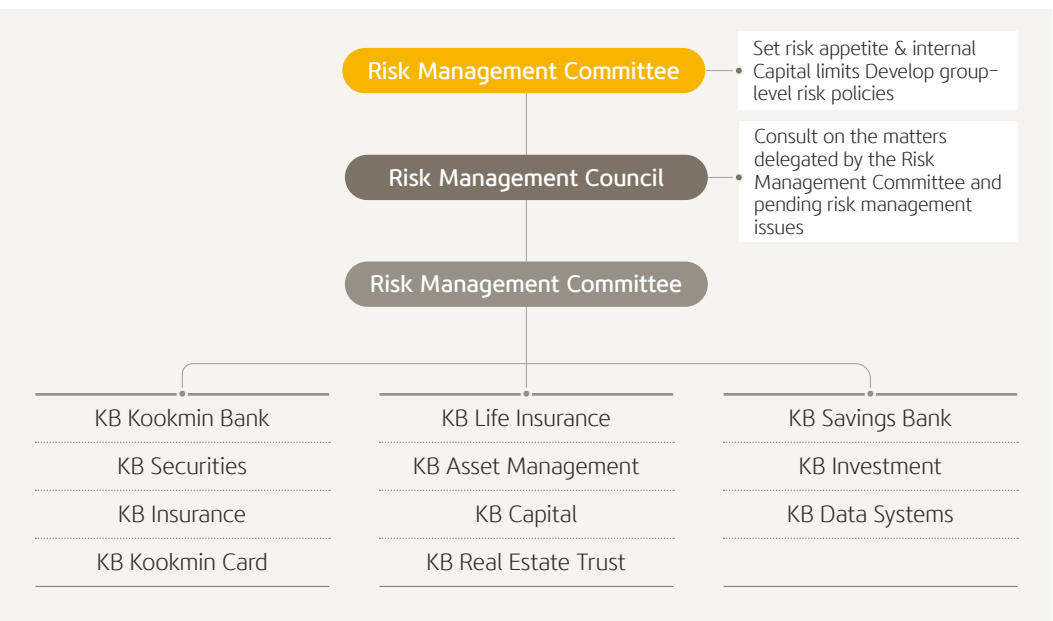 Risk Management Committee
Set risk appetite & internal
Capital limits Develop group-
level risk policies
Risk Management Council
Consult on the matters
delegated by the Risk
Management Committee and
pending risk management
issues
Risk Management Committee
KB Kookmin Bank
KB Securities
KB Insurance
KB Kookmin Card
KB Life Insurance
KB Asset Management
KB Capital
KB Real Estate Trust
KB Savings Bank
KB Investment
KB Data Systems